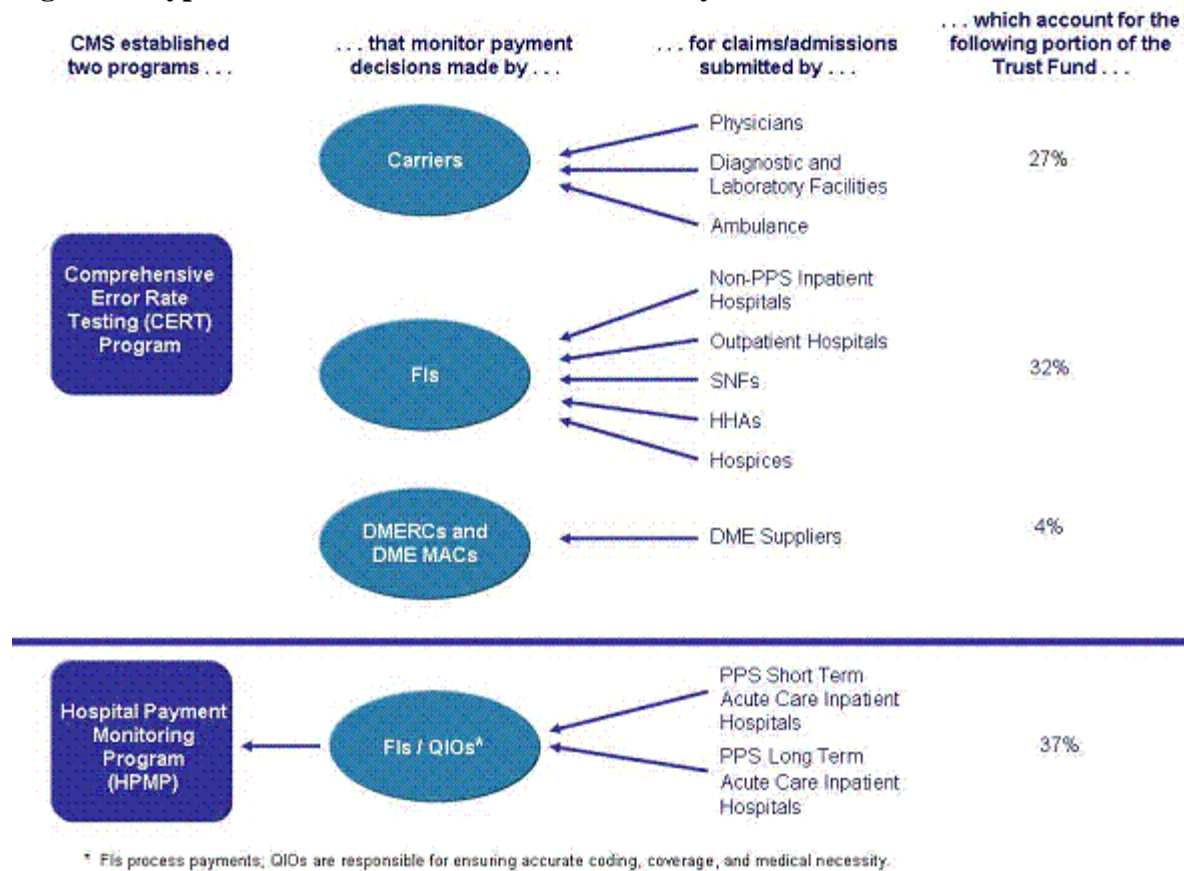 CMS established
two programs . . .
. . . that monitor payment
decisions made by . . .
. . . for claims/admissions
submitted by . . .
. . . which account for the
following portion of the
Trust Fund . . .
Comprehensive
Error Rate
Testing (CERT)
Program
Carriers
Physicians
Diagnostic and
Laboratory Facilities
Ambulance
27%
FIs
Non-PPS Inpatient
Hospitals
Outpatient Hospitals
SNFs
HHAs
Hospices
32%
DMERCs and
DME MACs
DME Suppliers
4%
Hospital Payment
Monitoring
Program
(HPMP)
FIs / QIOs*
PPS Short Term
Acute Care Inpatient
Hospitals
PPS Long Term
Acute Care Inpatient
Hospitals
37%
* FIs process payments; QIOs are responsible for ensuring accurate coding, coverage, and medical necessity.